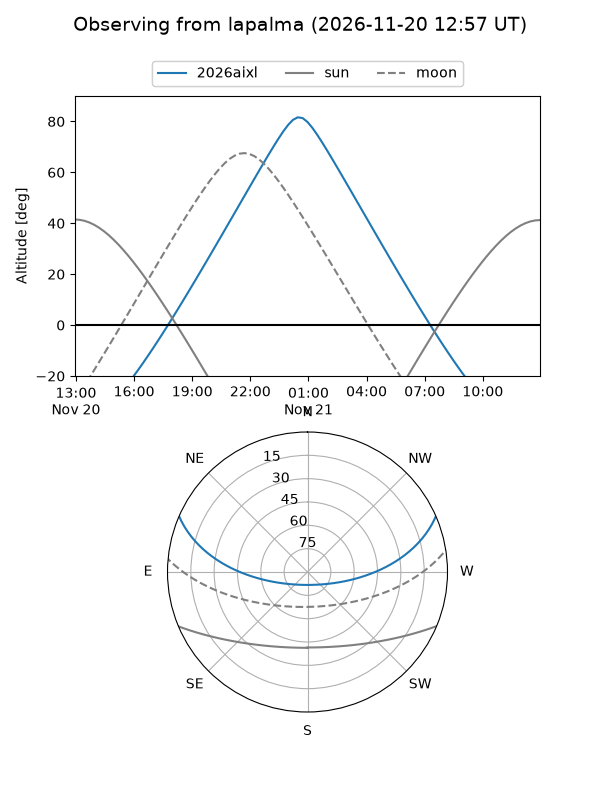 Observing from lapalma (2026-11-20 12:57 UT)
2026aixl sun moon
Altitude [deg]
80
60
40
20
0
−20
13:00 16:00 19:00 22:00 01:00 04:00 07:00 10:00
Nov 20 Nov 21
N
NE NW
15
30
45
60
75
E W
SE SW
S